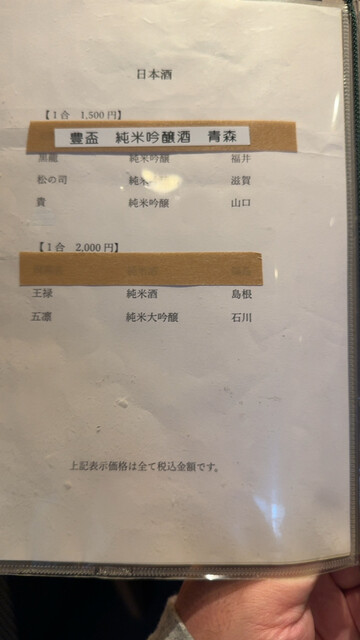 日本酒
【1合 1,500円】
豊盃 純米吟醸酒 青森
黒龍 純米吟醸 福井
松の司 純米 滋賀
貴 純米吟醸 山口
【1合 2,000円】
王禄 純米酒 島根
五凛 純米大吟醸 石川
上記表示価格は全て税込金額です。